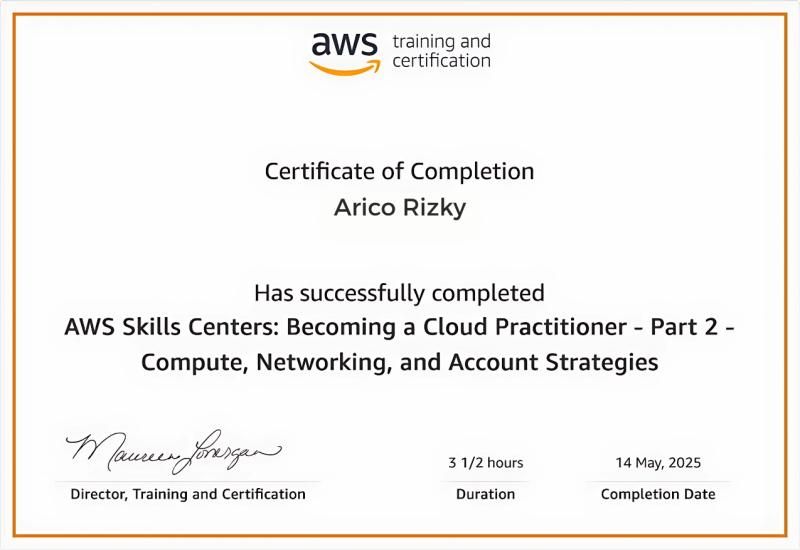 aws training and
certification
Certificate of Completion
Arico Rizky
Has successfully completed
AWS Skills Centers: Becoming a Cloud Practitioner - Part 2 -
Compute, Networking, and Account Strategies
Maureen Lonergan
3 1/2 hours
14 May, 2025
Director, Training and Certification
Duration
Completion Date